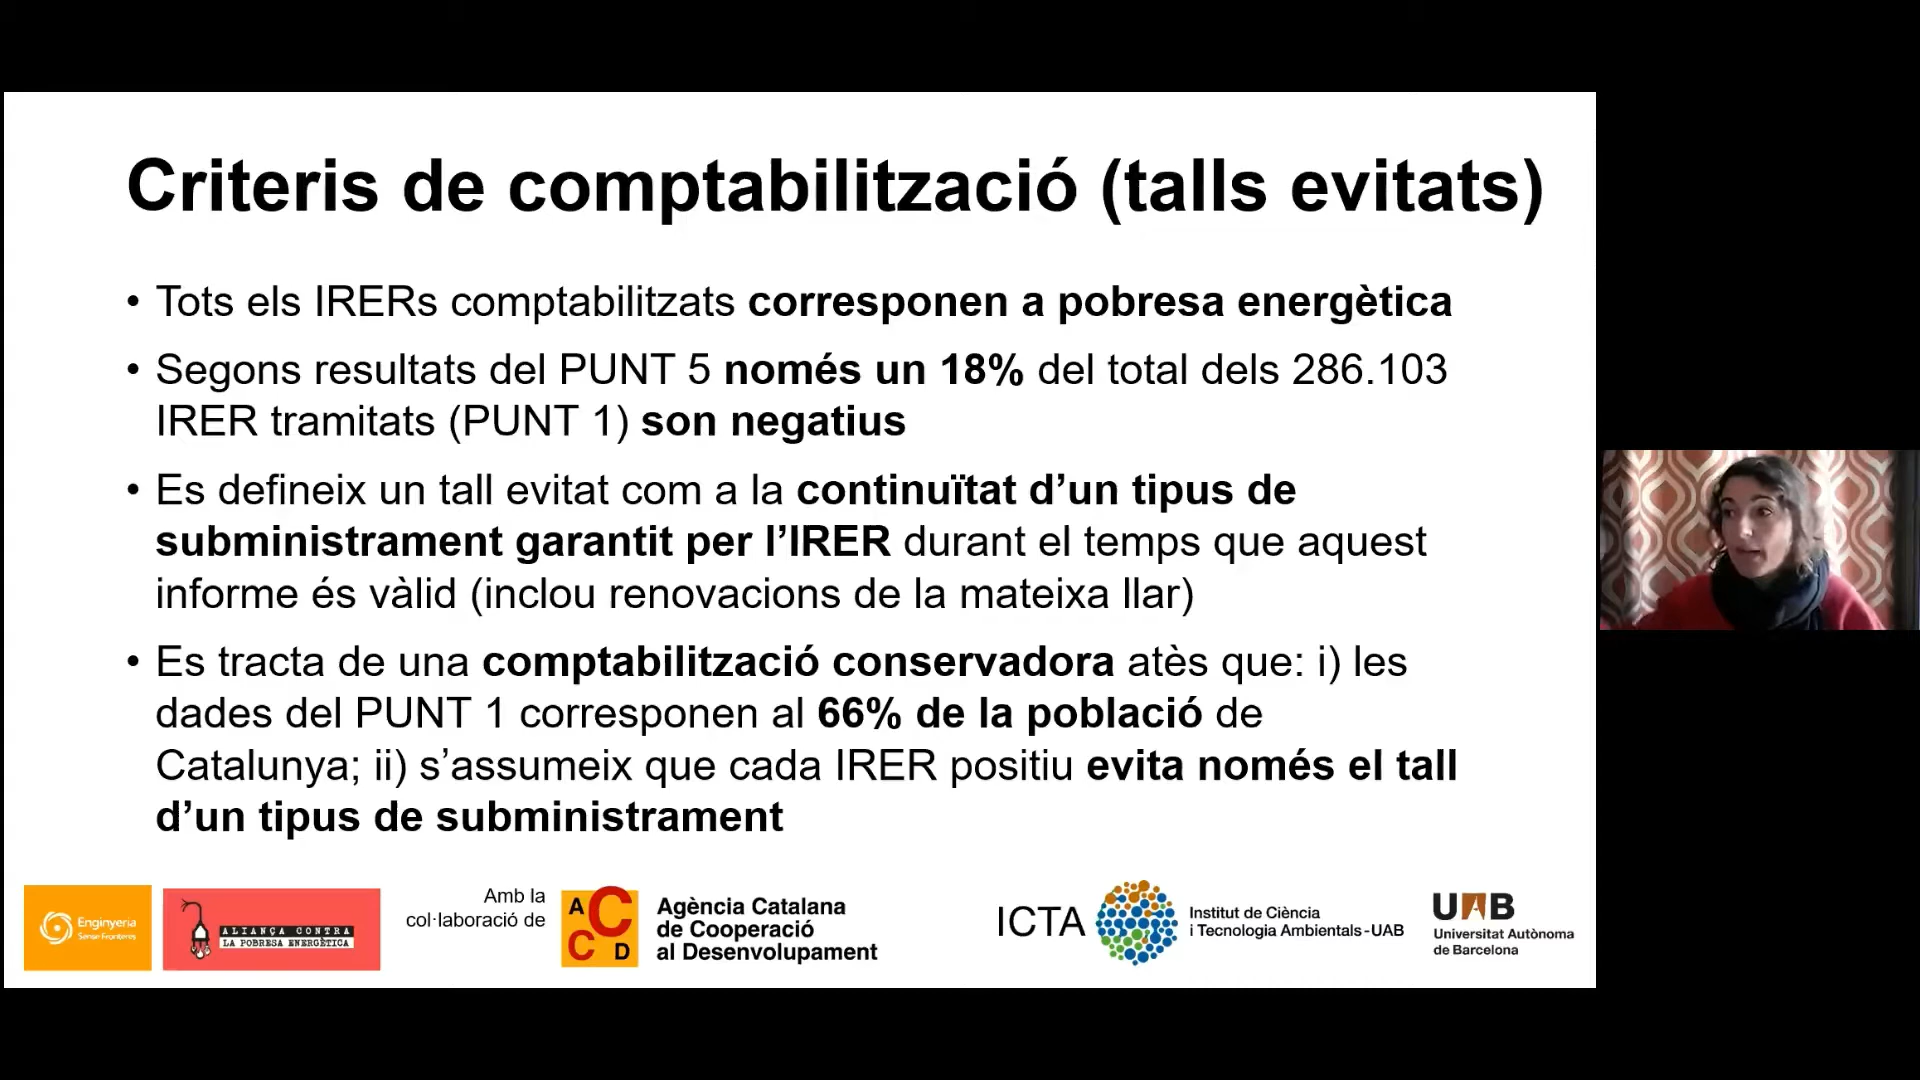 Criteris de comptabilització (talls evitats)
• Tots els IRERs comptabilitzats corresponen a pobresa energètica
• Segons resultats del PUNT 5 només un 18% del total dels 286.103
IRER tramitats (PUNT 1) son negatius
• Es defineix un tall evitat com a la continuïtat d’un tipus de
subministrament garantit per l’IRER durant el temps que aquest
informe és vàlid (inclou renovacions de la mateixa llar)
• Es tracta de una comptabilització conservadora atès que: i) les
dades del PUNT 1 corresponen al 66% de la població de
Catalunya; ii) s’assumeix que cada IRER positiu evita només el tall
d’un tipus de subministrament
Enginyeria
Sense Fronteres
ALIANÇA CONTRA
LA POBRESA ENERGÈTICA
Amb la
col·laboració de
A C
C D
Agència Catalana
de Cooperació
al Desenvolupament
ICTA
Institut de Ciència
i Tecnologia Ambientals-UAB
UAB
Universitat Autònoma
de Barcelona